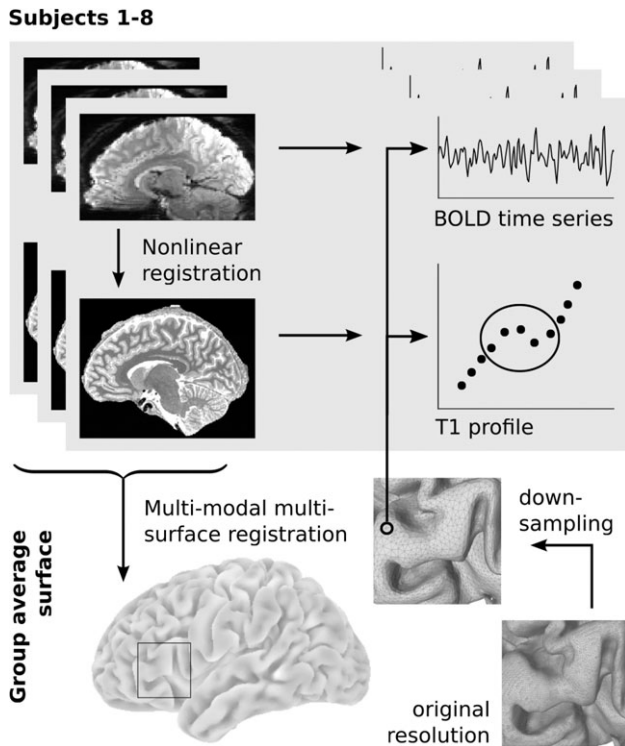 Subjects 1-8
BOLD time series
Nonlinear
registration
T1 profile
Multi-modal multi-
surface registration
down-
sampling
Group average
surface
original
resolution